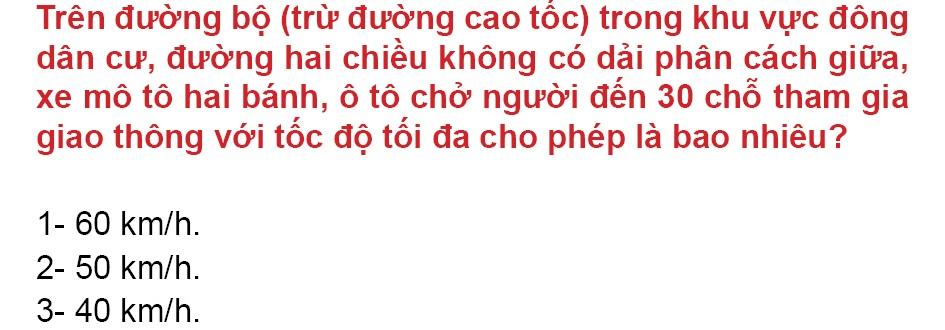 Trên đường bộ (trừ đường cao tốc) trong khu vực đông
dân cư, đường hai chiều không có dải phân cách giữa,
xe mô tô hai bánh, ô tô chở người đến 30 chỗ tham gia
giao thông với tốc độ tối đa cho phép là bao nhiêu?
1- 60 km/h.
2- 50 km/h.
3- 40 km/h.